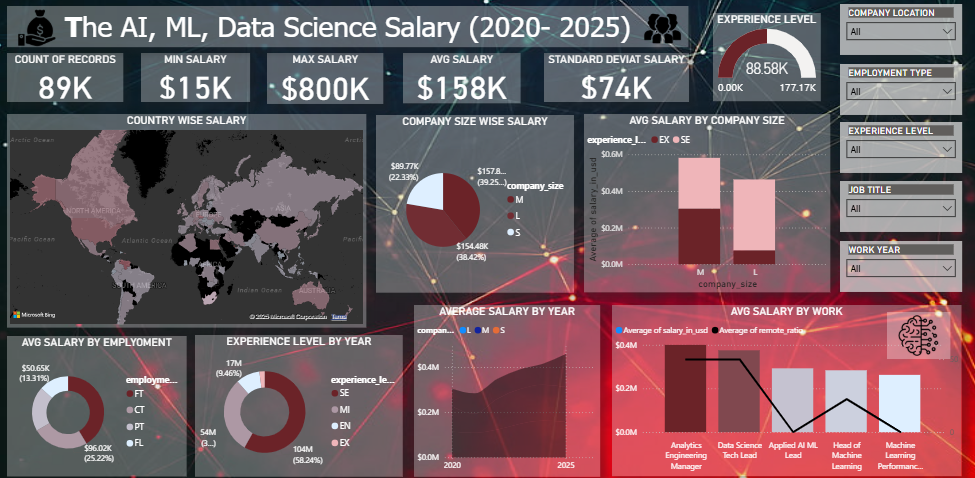 The AI, ML, Data Science Salary (2020- 2025)
COUNT OF RECORDS
89K
MIN SALARY
$15K
MAX SALARY
$800K
AVG SALARY
$158K
STANDARD DEVIAT SALARY
$74K
EXPERIENCE LEVEL
88.58K
0.00K
177.17K
COMPANY LOCATION
All
EMPLOYMENT TYPE
All
EXPERIENCE LEVEL
All
JOB TITLE
All
WORK YEAR
All
COUNTRY WISE SALARY
Arctic Ocean
Arctic Ocean
NORTH AMERICA
EUROPE
Pacific Ocean
Atlantic Ocean
SOUTH AMERICA
Indian Ocean
AUSTRALIA
Microsoft Bing
© 2025 Microsoft Corporation Terms
COMPANY SIZE WISE SALARY
$89.77K
(22.33%)
$157.8...
(39.25...)
$154.48K
(38.42%)
company_size
M
L
S
AVG SALARY BY COMPANY SIZE
experience_l...
EX
SE
$0.6M
$0.4M
$0.2M
$0.0M
Average of salary_in_usd
M
L
company_size
AVG SALARY BY EMPLOYMENT
$50.65K
(13.31%)
$96.02K
(25.22%)
employme...
FT
CT
PT
FL
EXPERIENCE LEVEL BY YEAR
17M
(9.46%)
54M
(3...)
104M
(58.24%)
experience_le...
SE
MI
EN
EX
AVERAGE SALARY BY YEAR
compan...
L
M
S
$0.4M
$0.2M
$0.0M
2020
2025
AVG SALARY BY WORK
Average of salary_in_usd
Average of remote_ratio
$0.4M
$0.2M
$0.0M
Analytics
Engineering
Manager
Data Science
Tech Lead
Applied AI ML
Lead
Head of
Machine
Learning
Machine
Learning
Performanc...